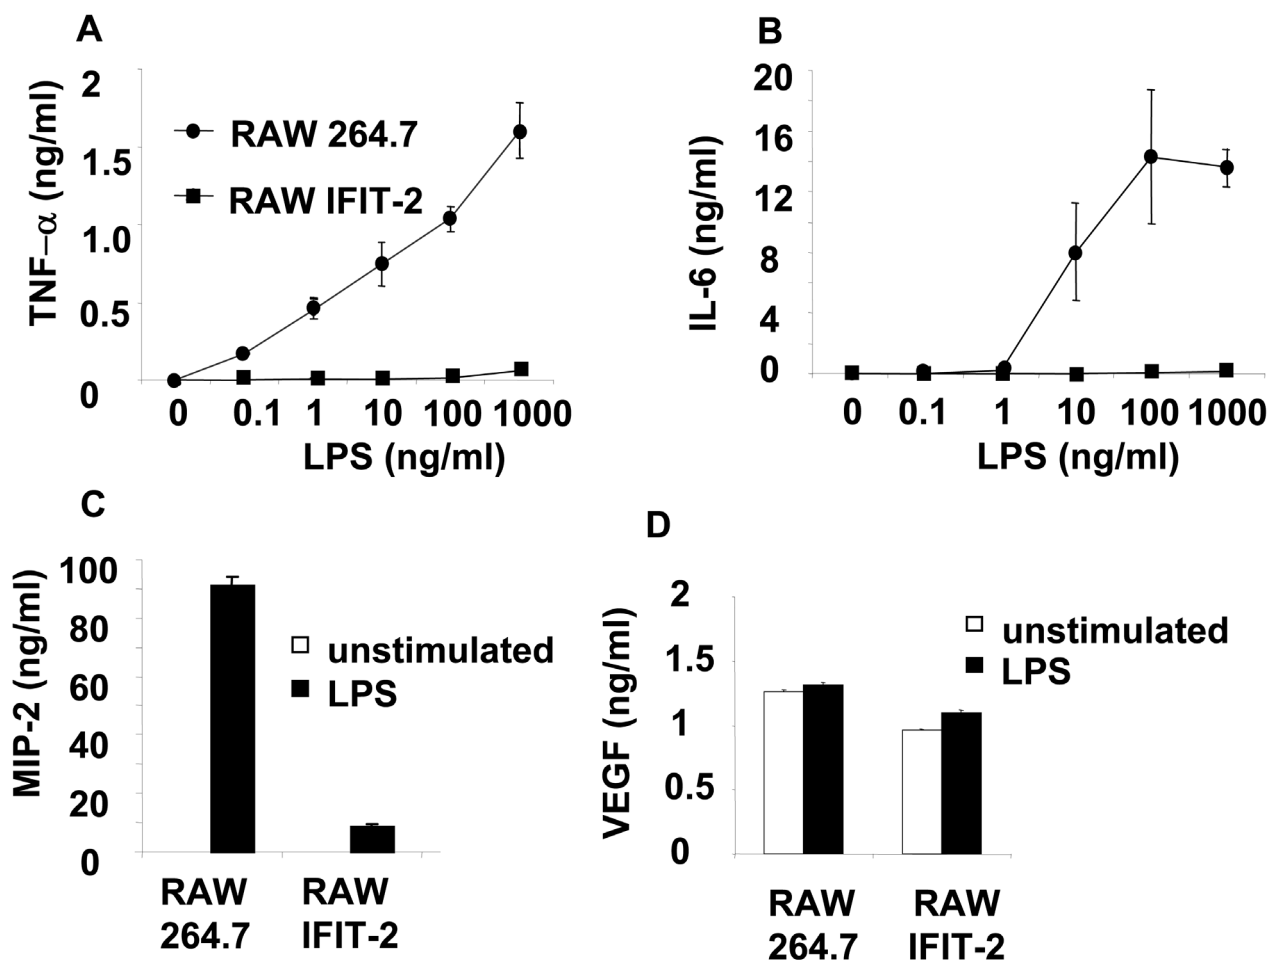 A
TNF–α (ng/ml)
2
1.5
1.0
0.5
0
RAW 264.7
RAW IFIT-2
0 0.1 1 10 100 1000
LPS (ng/ml)
B
IL-6 (ng/ml)
20
16
12
8
4
0
0 0.1 1 10 100 1000
LPS (ng/ml)
C
MIP-2 (ng/ml)
100
80
60
40
20
0
unstimulated
LPS
RAW RAW
264.7 IFIT-2
D
VEGF (ng/ml)
2
1.5
1
0.5
0
unstimulated
LPS
RAW RAW
264.7 IFIT-2